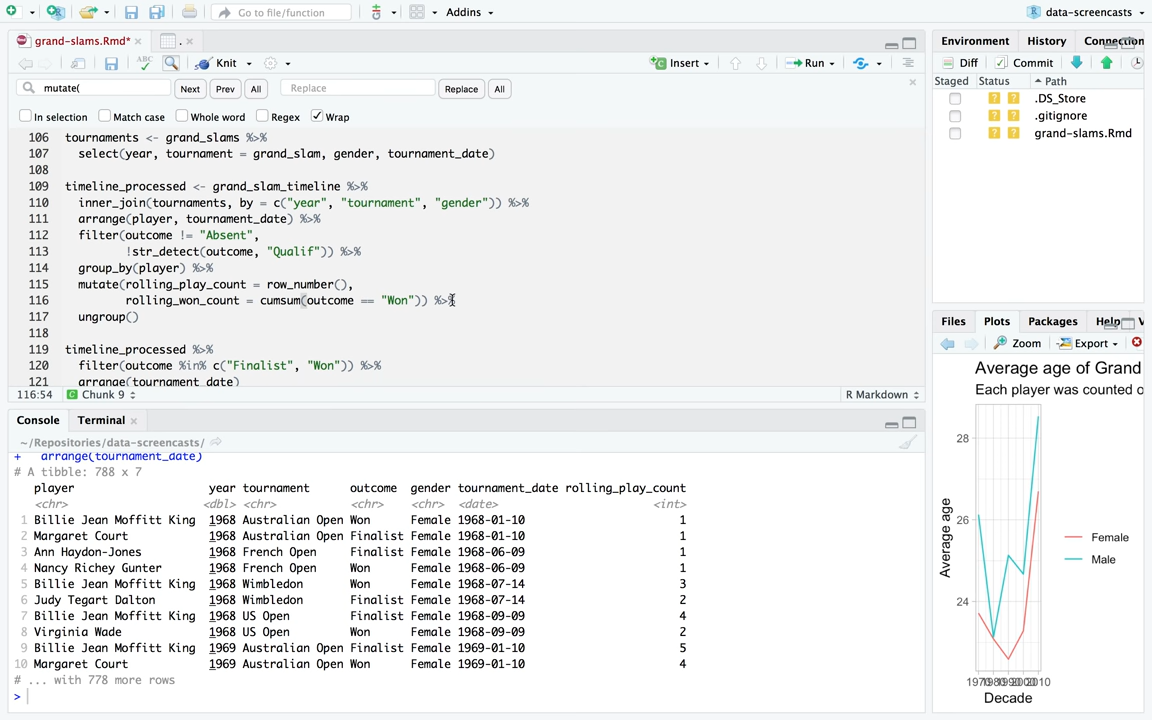 Go to file/function
Addins
data-screencasts
grand-slams.Rmd*
Knit
Insert
Run
mutate(
Next
Prev
All
Replace
Replace
All
In selection
Match case
Whole word
Regex
Wrap
106 tournaments <- grand_slams %>%
107 select(year, tournament = grand_slam, gender, tournament_date)
108
109 timeline_processed <- grand_slam_timeline %>%
110 inner_join(tournaments, by = c("year", "tournament", "gender")) %>%
111 arrange(player, tournament_date) %>%
112 filter(outcome != "Absent",
113 !str_detect(outcome, "Qualif")) %>%
114 group_by(player) %>%
115 mutate(rolling_play_count = row_number(),
116 rolling_won_count = cumsum(outcome == "Won")) %>%
117 ungroup()
118
119 timeline_processed %>%
120 filter(outcome %in% c("Finalist", "Won")) %>%
121 arrange(tournament_date)
116:54
Chunk 9
R Markdown
Console
Terminal
~/Repositories/data-screencasts/
+ arrange(tournament_date)
# A tibble: 788 x 7
player year tournament outcome gender tournament_date rolling_play_count
<chr> <dbl> <chr> <chr> <chr> <date> <int>
1 Billie Jean Moffitt King 1968 Australian Open Won Female 1968-01-10 1
2 Margaret Court 1968 Australian Open Finalist Female 1968-01-10 1
3 Ann Haydon-Jones 1968 French Open Finalist Female 1968-06-09 1
4 Nancy Richey Gunter 1968 French Open Won Female 1968-06-09 1
5 Billie Jean Moffitt King 1968 Wimbledon Won Female 1968-07-14 3
6 Judy Tegart Dalton 1968 Wimbledon Finalist Female 1968-07-14 2
7 Billie Jean Moffitt King 1968 US Open Finalist Female 1968-09-09 4
8 Virginia Wade 1968 US Open Won Female 1968-09-09 2
9 Billie Jean Moffitt King 1969 Australian Open Finalist Female 1969-01-10 5
10 Margaret Court 1969 Australian Open Won Female 1969-01-10 4
# ... with 778 more rows
>
Environment
History
Connection
Diff
Commit
Staged
Status
Path
.DS_Store
.gitignore
grand-slams.Rmd
Files
Plots
Packages
Help
Zoom
Export
Average age of Grand
Each player was counted o
28
26
24
Average age
Female
Male
Decade